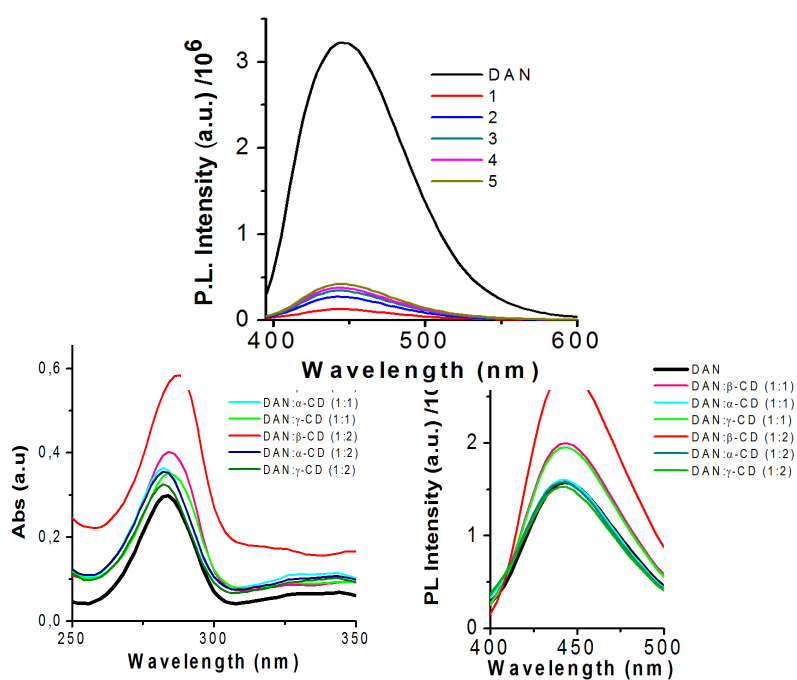 P.L. Intensity (a.u.) /10⁶
3
2
1
0
DAN
1
2
3
4
5
400
500
600
Wavelength (nm)
Abs (a.u)
0,6
0,4
0,2
0,0
DAN:α-CD (1:1)
DAN:γ-CD (1:1)
DAN:β-CD (1:2)
DAN:α-CD (1:2)
DAN:γ-CD (1:2)
250
300
350
Wavelength (nm)
PL Intensity (a.u.) /10
2
1
0
DAN
DAN:β-CD (1:1)
DAN:α-CD (1:1)
DAN:γ-CD (1:1)
DAN:β-CD (1:2)
DAN:α-CD (1:2)
DAN:γ-CD (1:2)
400
450
500
Wavelength (nm)